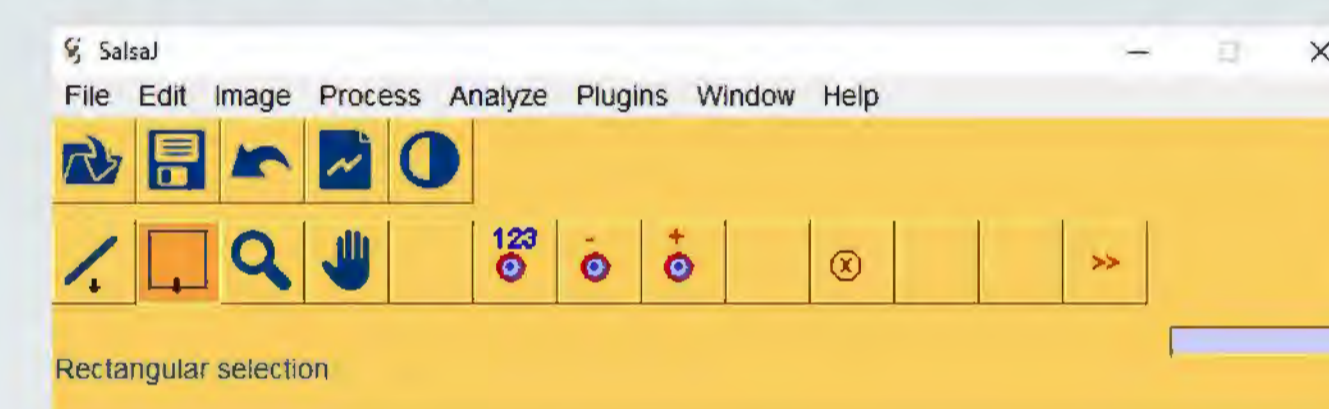 SalsaJ
File Edit Image Process Analyze Plugins Window Help
123 - +
x >>
Rectangular selection